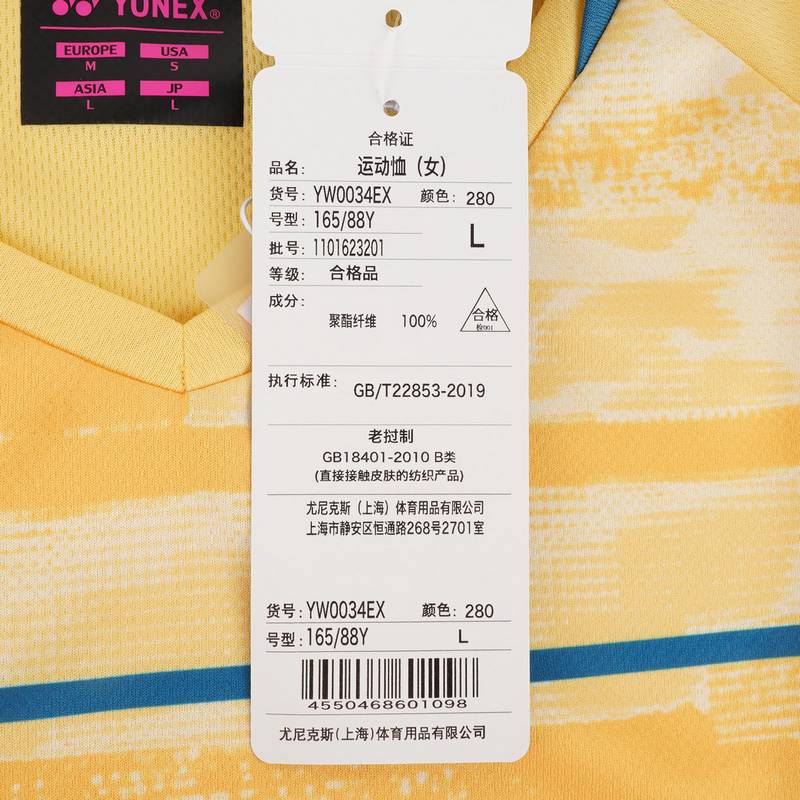 YONEX®
EUROPE USA
M S
ASIA JP
L L
合格证
品名: 运动恤（女）
货号: YW0034EX 颜色: 280
号型: 165/88Y L
批号: 1101623201
等级: 合格品
成分:
聚酯纤维 100%
合格
检001
执行标准: GB/T22853-2019
老挝制
GB18401-2010 B类
(直接接触皮肤的纺织产品)
尤尼克斯（上海）体育用品有限公司
上海市静安区恒通路268号2701室
货号: YW0034EX 颜色: 280
号型: 165/88Y L
4550468601098
尤尼克斯(上海)体育用品有限公司